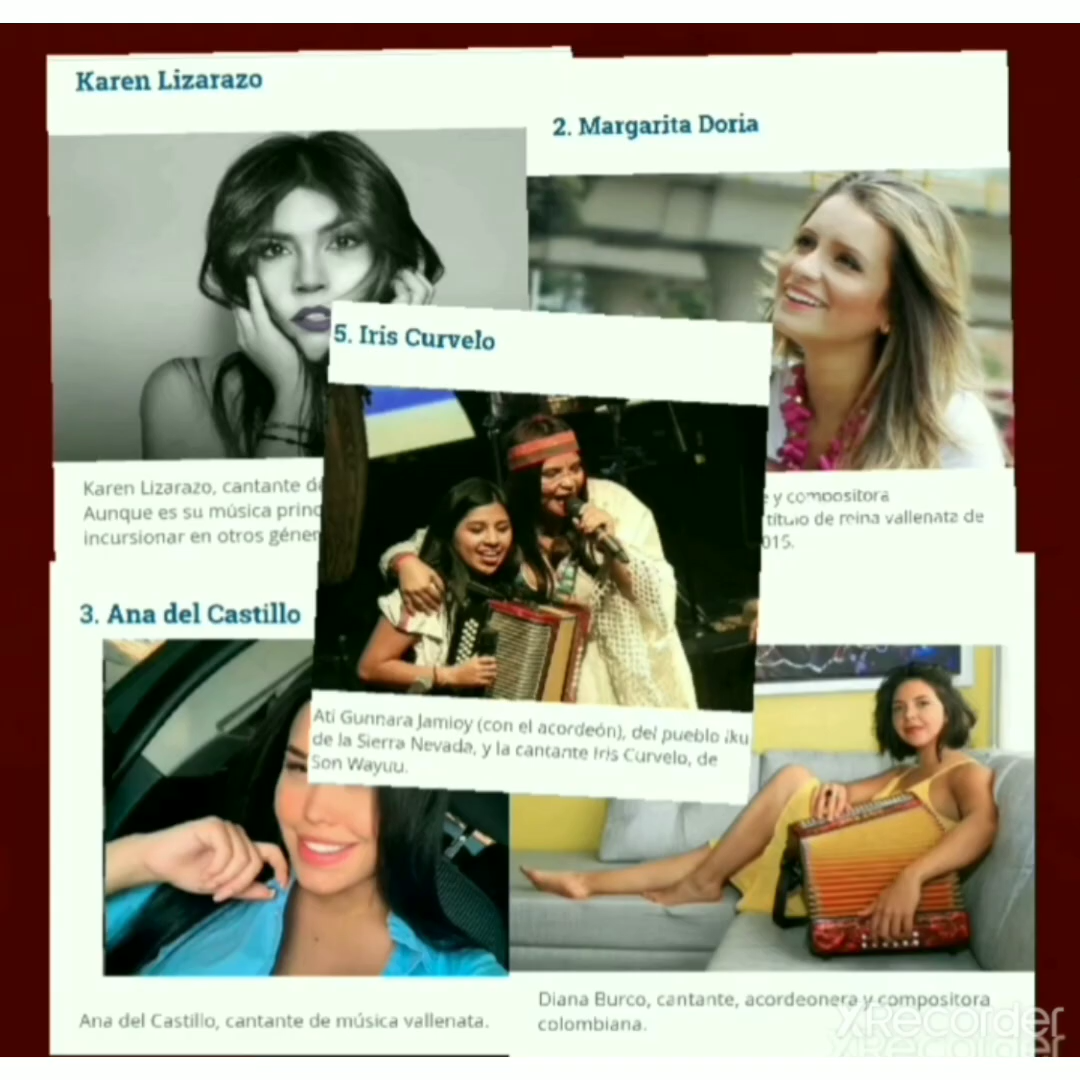 Karen Lizarazo
Karen Lizarazo, cantante de
Aunque es su música princ
incursionar en otros géner
2. Margarita Doria
y compositora
título de reina vallenata de
015.
5. Iris Curvelo
Ati Gunnara Jamioy (con el acordeón), del pueblo iku
de la Sierra Nevada, y la cantante Iris Curvelo, de
Son Wayuu.
3. Ana del Castillo
Ana del Castillo, cantante de música vallenata.
Diana Burco, cantante, acordeonera y compositora
colombiana.
XRecorder
XRecorder